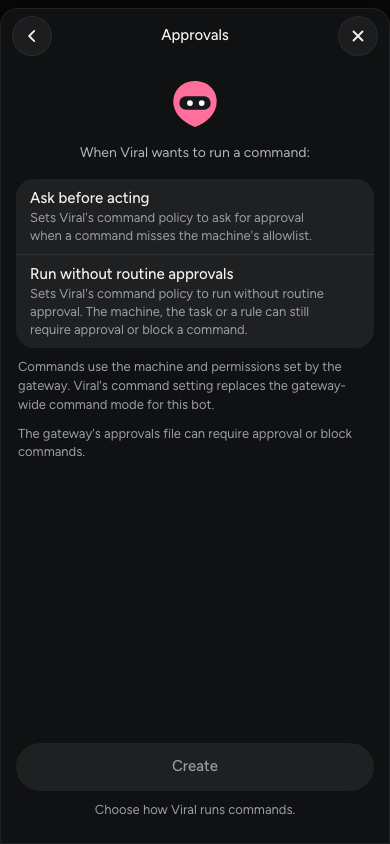 Approvals
When Viral wants to run a command:
Ask before acting
Sets Viral's command policy to ask for approval
when a command misses the machine's allowlist.
Run without routine approvals
Sets Viral's command policy to run without routine
approval. The machine, the task or a rule can still
require approval or block a command.
Commands use the machine and permissions set by the
gateway. Viral's command setting replaces the gateway-
wide command mode for this bot.
The gateway's approvals file can require approval or block
commands.
Create
Choose how Viral runs commands.